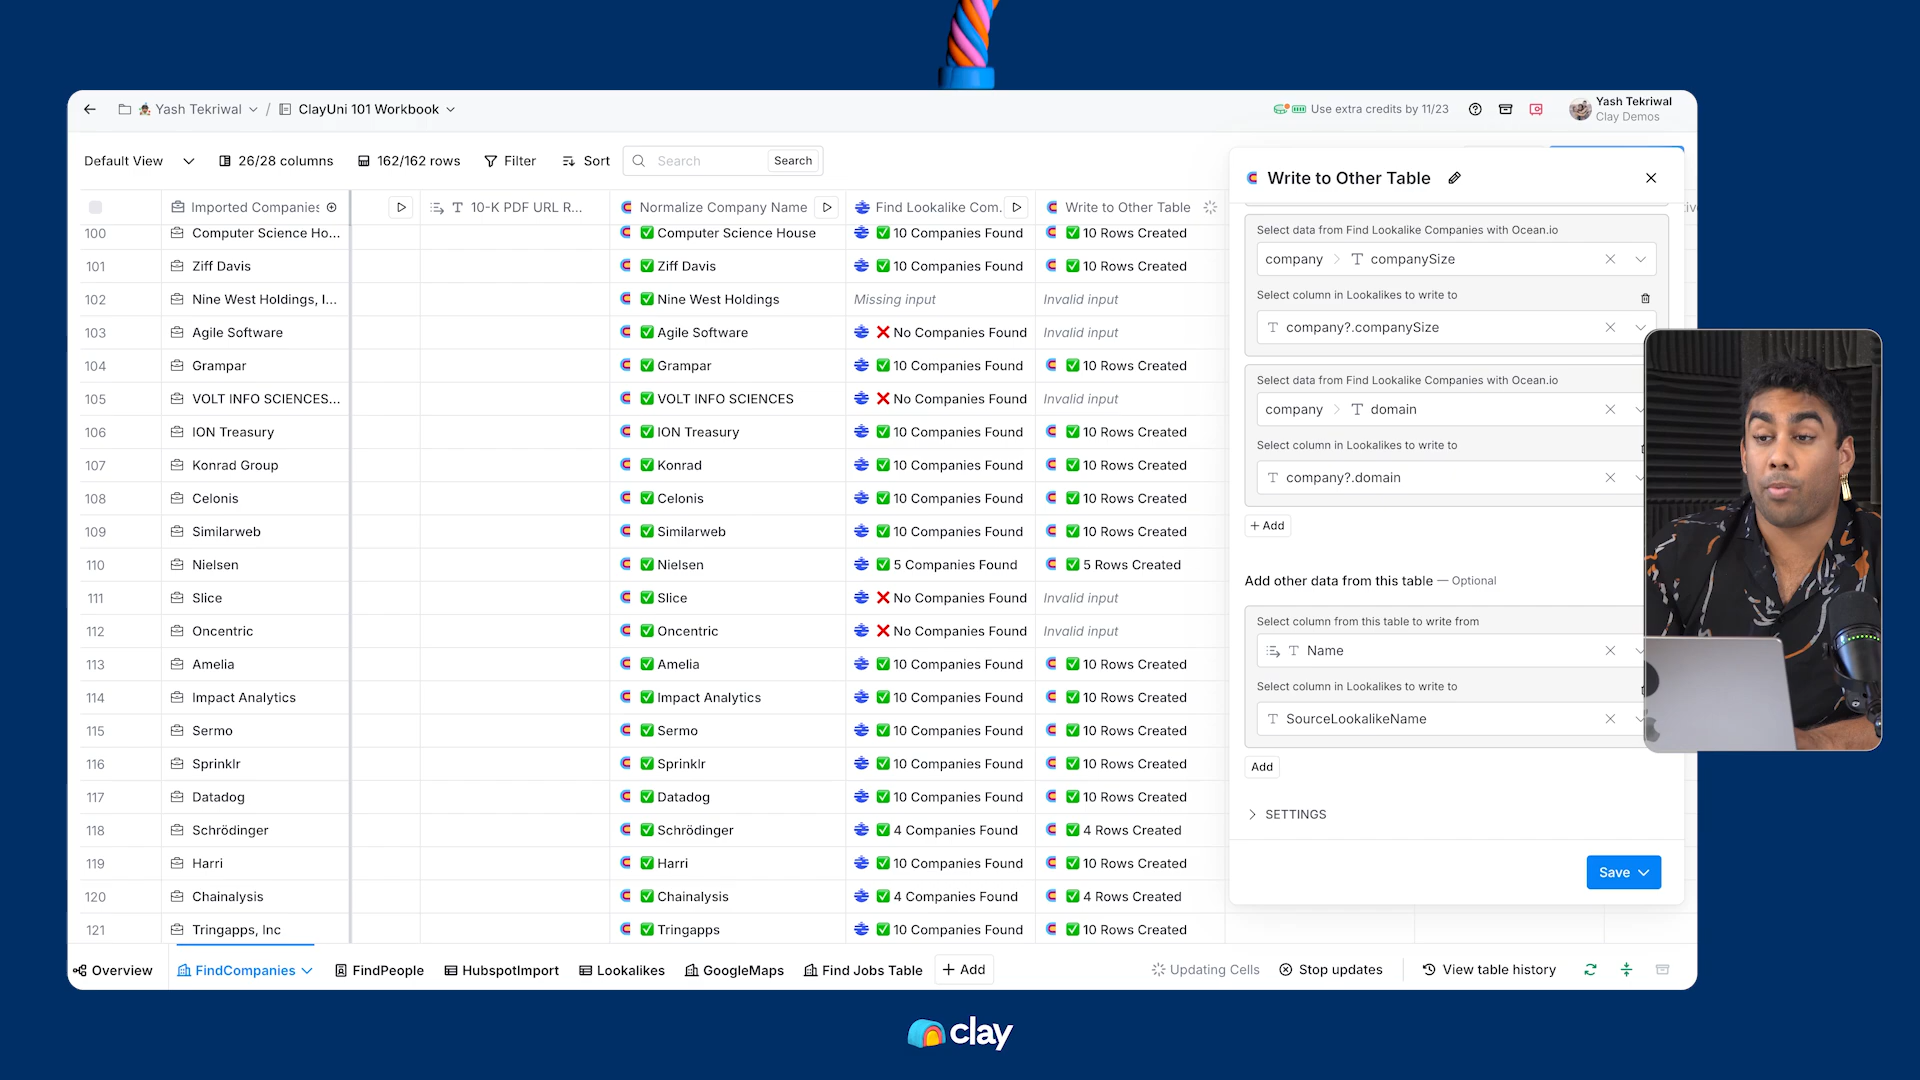 Yash Tekriwal / ClayUni 101 Workbook
Use extra credits by 11/23
Yash Tekriwal
Clay Demos
Default View
26/28 columns
162/162 rows
Filter
Sort
Search
Search
Imported Companies
10-K PDF URL R...
Normalize Company Name
Find Lookalike Com...
Write to Other Table
100 Computer Science Ho... Computer Science House 10 Companies Found 10 Rows Created
101 Ziff Davis Ziff Davis 10 Companies Found 10 Rows Created
102 Nine West Holdings, I... Nine West Holdings Missing input Invalid input
103 Agile Software Agile Software No Companies Found Invalid input
104 Grampar Grampar 10 Companies Found 10 Rows Created
105 VOLT INFO SCIENCES... VOLT INFO SCIENCES No Companies Found Invalid input
106 ION Treasury ION Treasury 10 Companies Found 10 Rows Created
107 Konrad Group Konrad 10 Companies Found 10 Rows Created
108 Celonis Celonis 10 Companies Found 10 Rows Created
109 Similarweb Similarweb 10 Companies Found 10 Rows Created
110 Nielsen Nielsen 5 Companies Found 5 Rows Created
111 Slice Slice No Companies Found Invalid input
112 Oncentric Oncentric No Companies Found Invalid input
113 Amelia Amelia 10 Companies Found 10 Rows Created
114 Impact Analytics Impact Analytics 10 Companies Found 10 Rows Created
115 Sermo Sermo 10 Companies Found 10 Rows Created
116 Sprinklr Sprinklr 10 Companies Found 10 Rows Created
117 Datadog Datadog 10 Companies Found 10 Rows Created
118 Schrödinger Schrödinger 4 Companies Found 4 Rows Created
119 Harri Harri 10 Companies Found 10 Rows Created
120 Chainalysis Chainalysis 4 Companies Found 4 Rows Created
121 Tringapps, Inc Tringapps 10 Companies Found 10 Rows Created
Write to Other Table
Select data from Find Lookalike Companies with Ocean.io
company > T companySize
Select column in Lookalikes to write to
T company?.companySize
Select data from Find Lookalike Companies with Ocean.io
company > T domain
Select column in Lookalikes to write to
T company?.domain
+ Add
Add other data from this table — Optional
Select column from this table to write from
T Name
Select column in Lookalikes to write to
T SourceLookalikeName
Add
SETTINGS
Save
Overview
FindCompanies
FindPeople
HubspotImport
Lookalikes
GoogleMaps
Find Jobs Table
+ Add
Updating Cells
Stop updates
View table history
clay